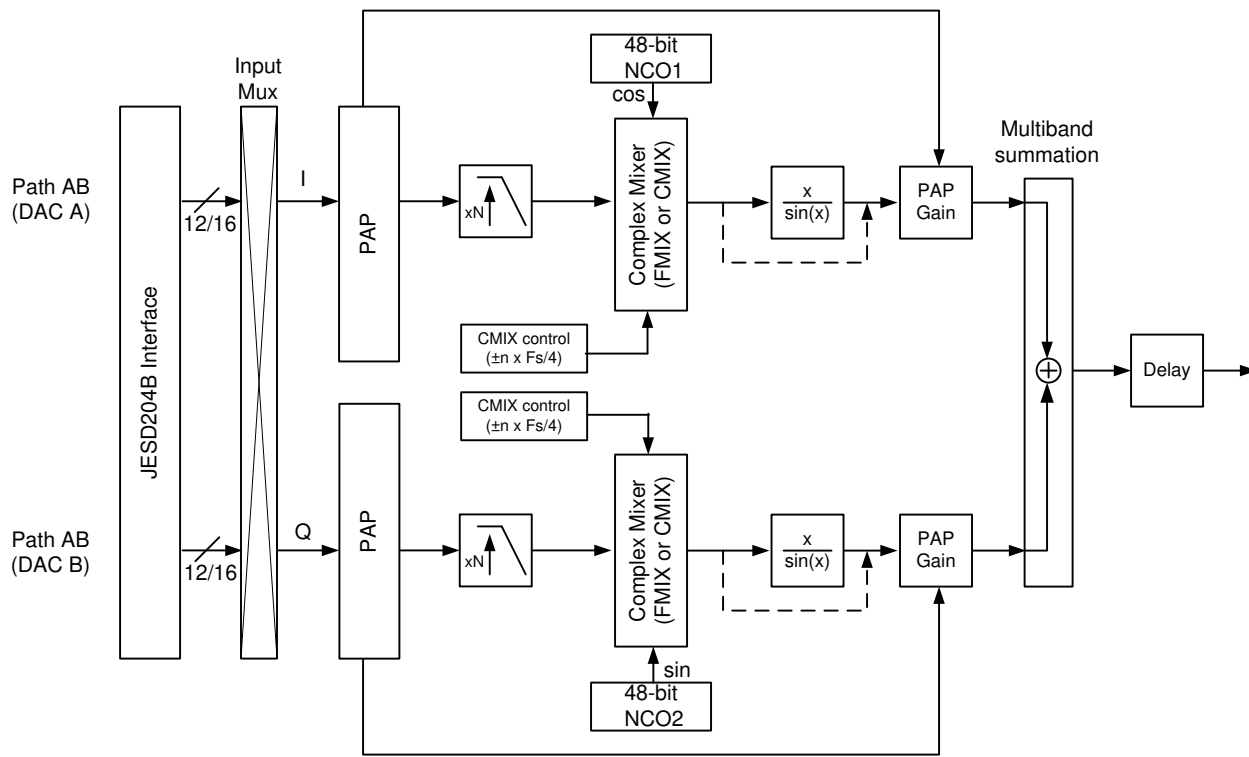 48-bit
NCO1
cos
Input
Mux
Multiband
summation
Path AB
(DAC A)
12/16
I
JESD204B Interface
PAP
xN
Complex Mixer
(FMIX or CMIX)
x
sin(x)
PAP
Gain
CMIX control
(±n x Fs/4)
Delay
CMIX control
(±n x Fs/4)
Path AB
(DAC B)
12/16
Q
PAP
xN
Complex Mixer
(FMIX or CMIX)
x
sin(x)
PAP
Gain
sin
48-bit
NCO2